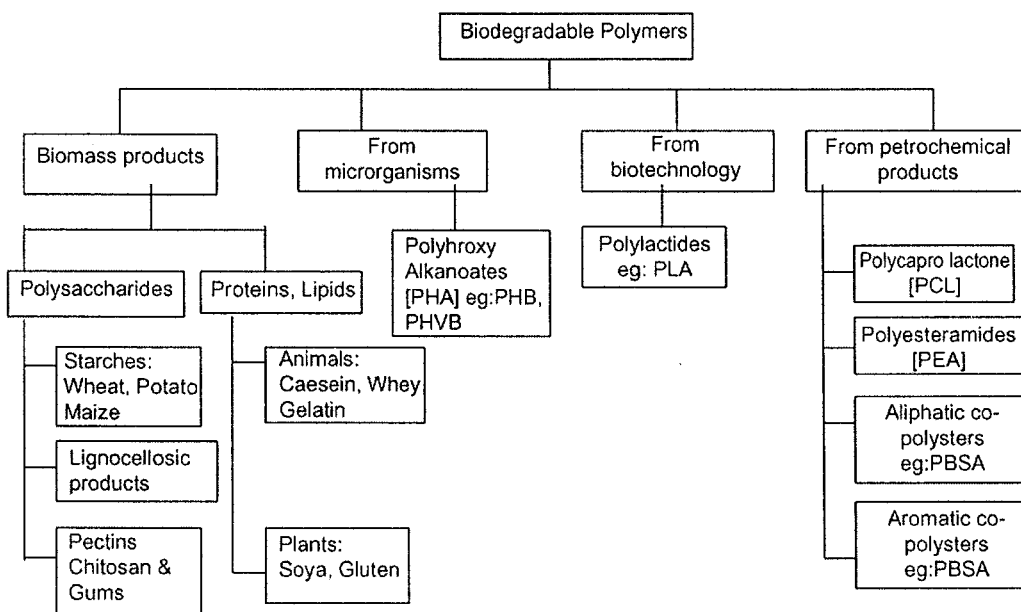 Biodegradable Polymers
Biomass products
From
microrganisms
From
biotechnology
From petrochemical
products
Polysaccharides
Proteins, Lipids
Polyhroxy
Alkanoates
[PHA] eg:PHB,
PHVB
Polylactides
eg: PLA
Polycapro lactone
[PCL]
Starches:
Wheat, Potato
Maize
Animals:
Caesein, Whey,
Gelatin
Polyesteramides
[PEA]
Lignocellosic
products
Aliphatic co-
polysters
eg:PBSA
Pectins
Chitosan &
Gums
Plants:
Soya, Gluten
Aromatic co-
polysters
eg:PBSA